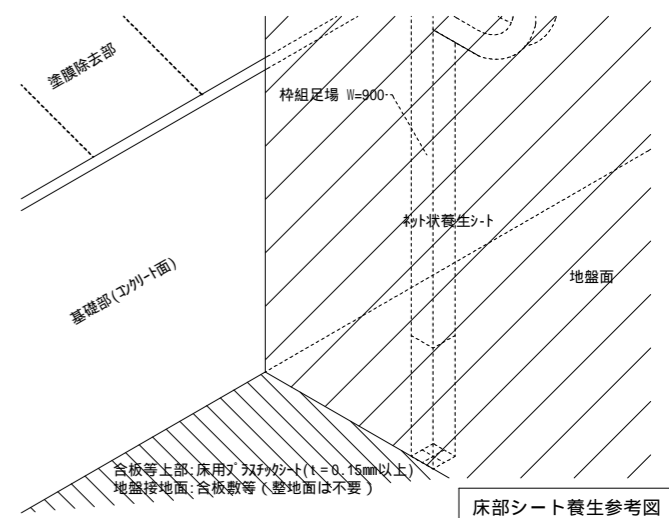 塗膜除去部
枠組足場 W=900
ネット状養生シート
基礎部(コンクリート面)
地盤面
合板等上部:床用プラスチックシート(t=0.15mm以上)
地盤接地面:合板敷等(整地面は不要)
床部シート養生参考図